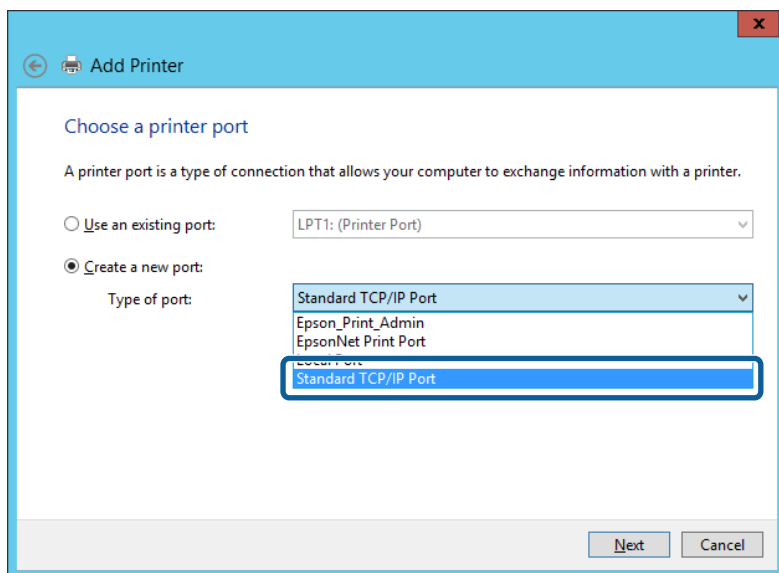 x
Add Printer
Choose a printer port
A printer port is a type of connection that allows your computer to exchange information with a printer.
Use an existing port: LPT1: (Printer Port)
Create a new port:
Type of port: Standard TCP/IP Port
Epson_Print_Admin
EpsonNet Print Port
Local Port
Standard TCP/IP Port
Next Cancel